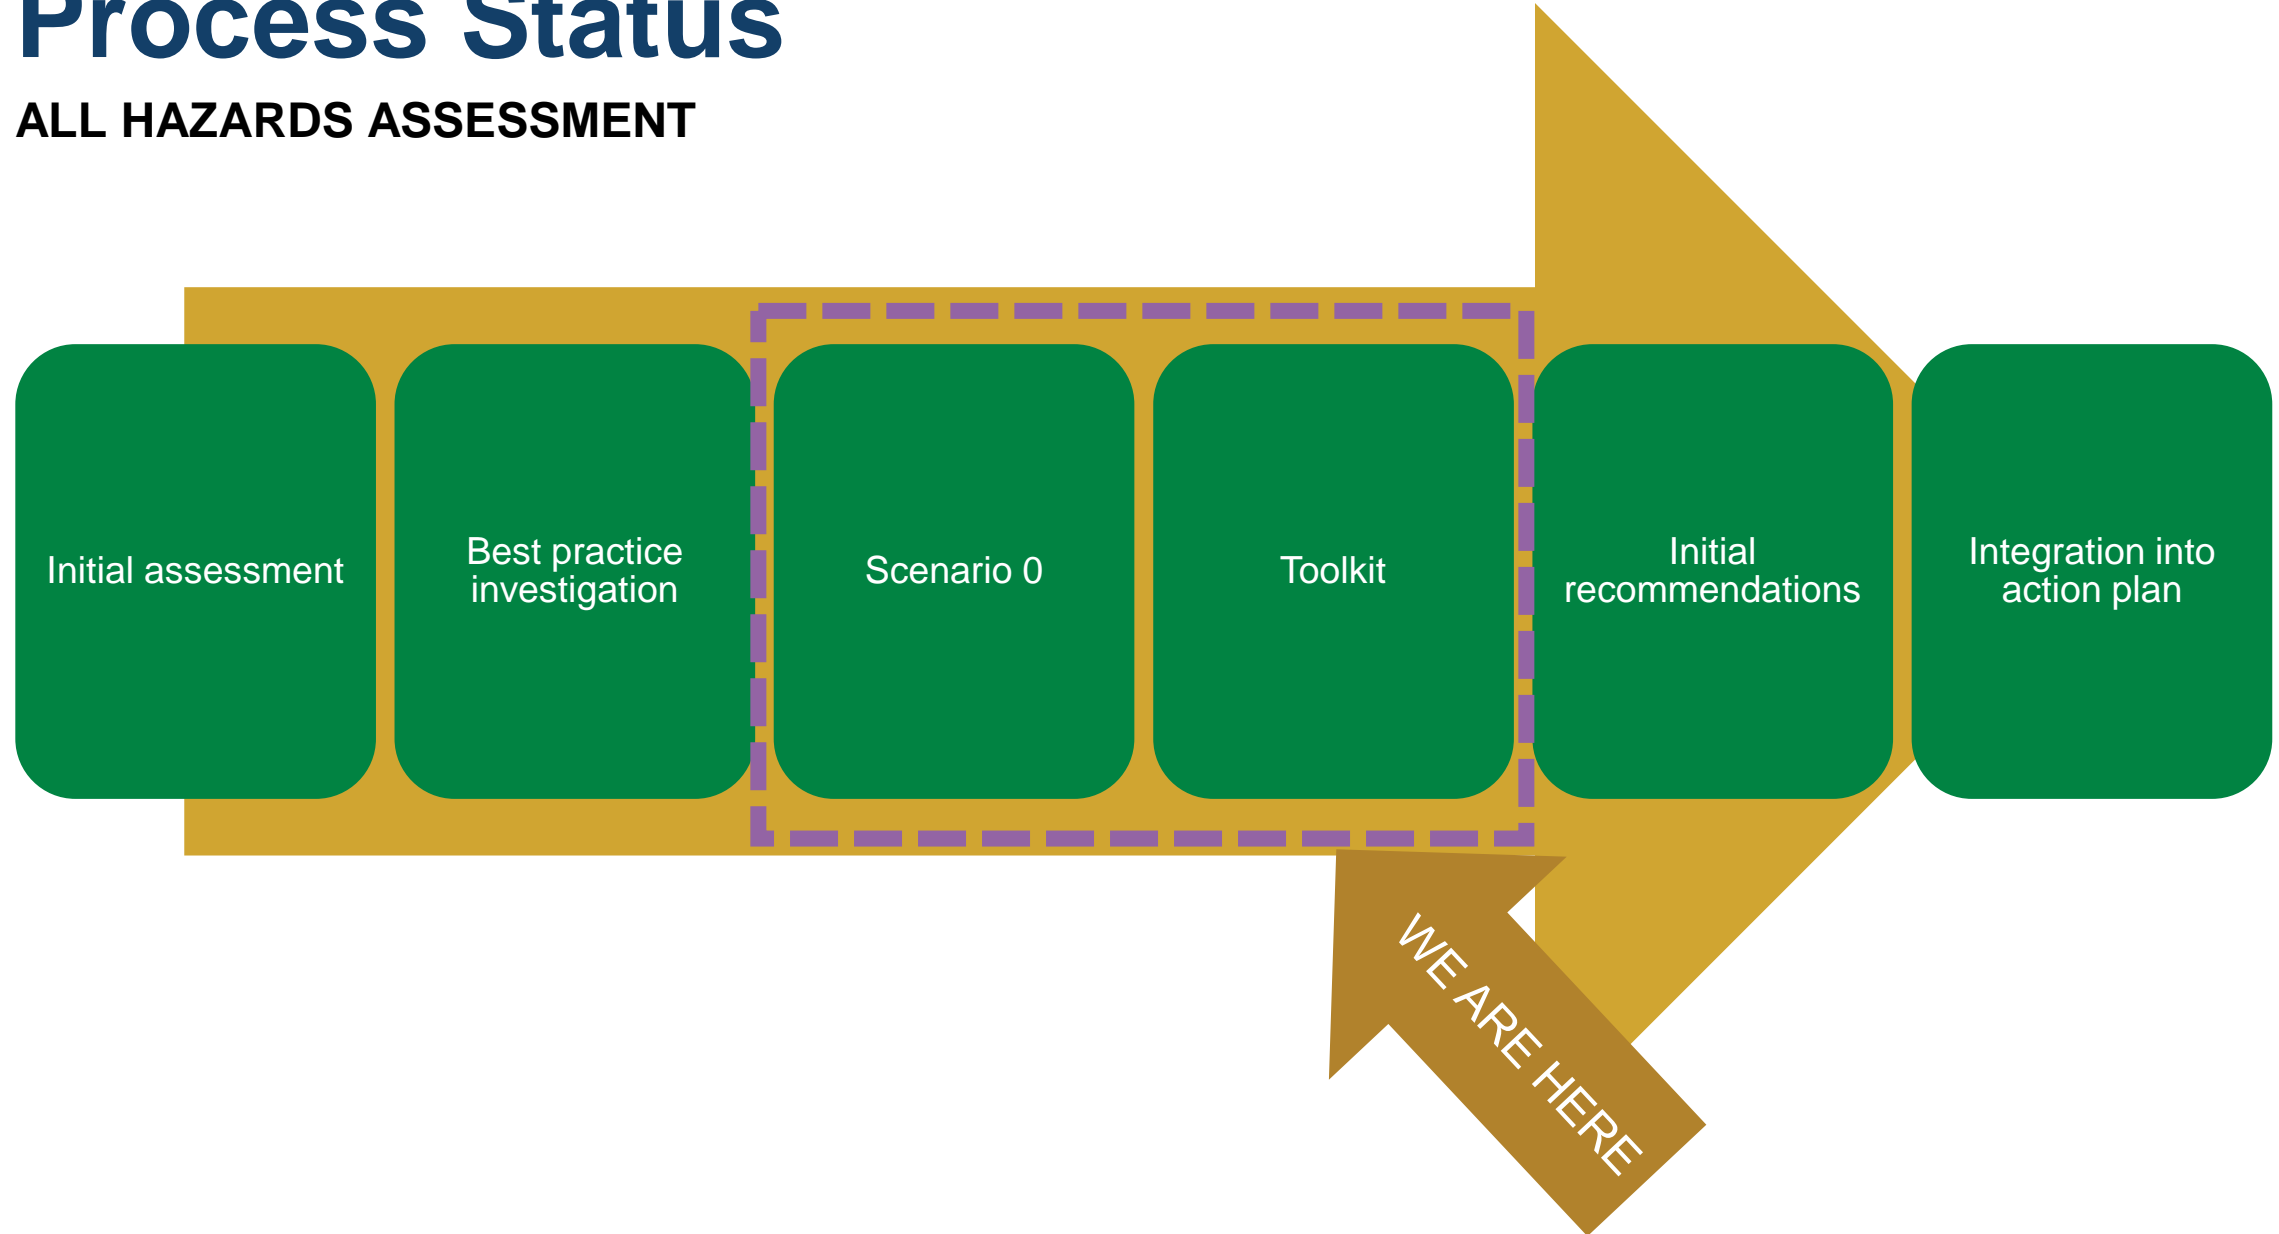 Process Status
ALL HAZARDS ASSESSMENT
Initial assessment
Best practice
investigation
Scenario 0
Toolkit
Initial
recommendations
Integration into
action plan
WE ARE HERE